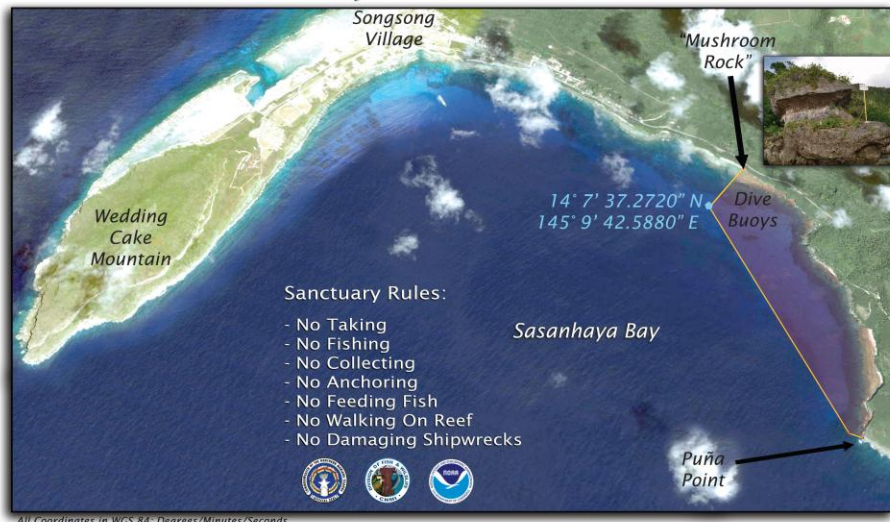 Songsong
Village
"Mushroom
Rock"
14° 7' 37.2720" N
145° 9' 42.5880" E
Dive
Buoys
Wedding
Cake
Mountain
Sanctuary Rules:
- No Taking
- No Fishing
- No Collecting
- No Anchoring
- No Feeding Fish
- No Walking On Reef
- No Damaging Shipwrecks
Sasanhaya Bay
Puña
Point
NOAA
All Coordinates in WGS 84: Degrees/Minutes/Seconds